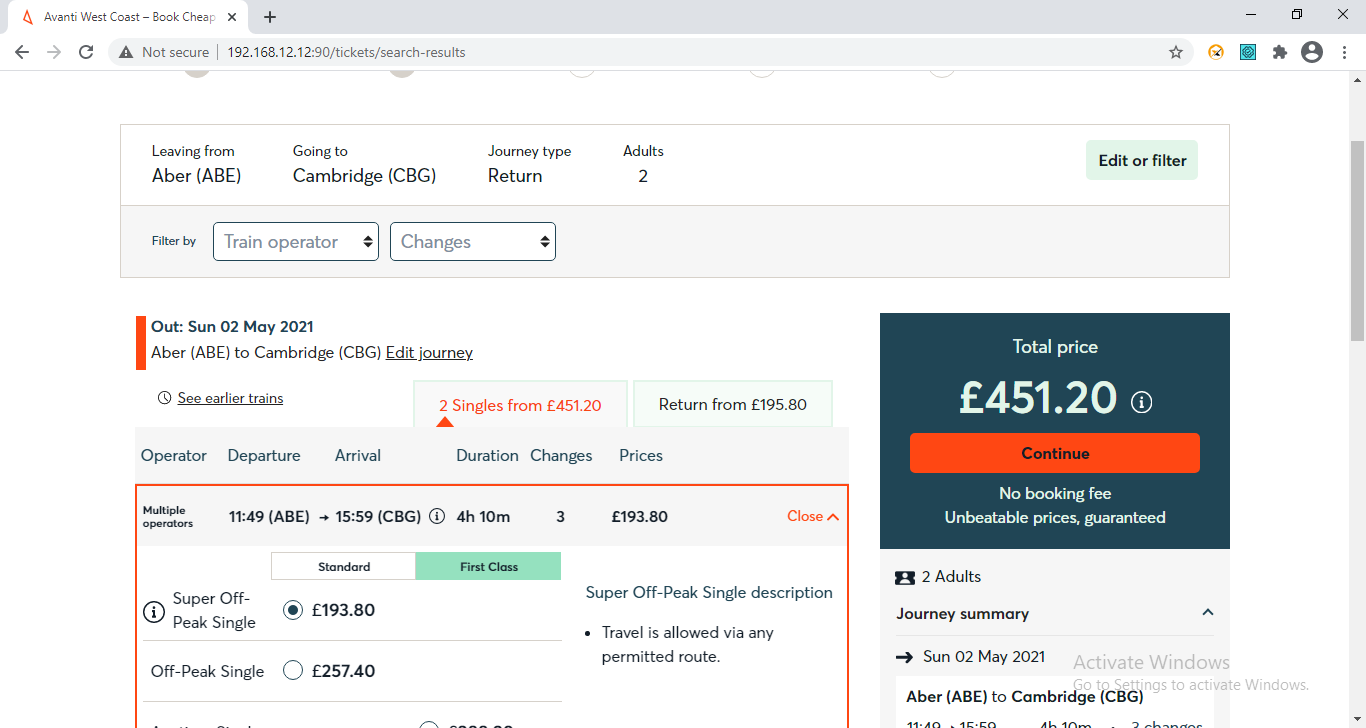 Avanti West Coast – Book Cheap
Not secure
192.168.12.12:90/tickets/search-results
Leaving from Going to Journey type Adults
Aber (ABE) Cambridge (CBG) Return 2
Edit or filter
Filter by Train operator Changes
Out: Sun 02 May 2021
Aber (ABE) to Cambridge (CBG) Edit journey
See earlier trains
2 Singles from £451.20
Return from £195.80
Operator Departure Arrival Duration Changes Prices
Multiple
operators
11:49 (ABE) → 15:59 (CBG) 4h 10m 3 £193.80 Close
Standard First Class
Super Off-
Peak Single
£193.80
Off-Peak Single £257.40
Super Off-Peak Single description
• Travel is allowed via any
permitted route.
Total price
£451.20
Continue
No booking fee
Unbeatable prices, guaranteed
2 Adults
Journey summary
→ Sun 02 May 2021
Aber (ABE) to Cambridge (CBG)
11:49 → 15:59 4h 10m 3 changes
Activate Windows
Go to Settings to activate Windows.